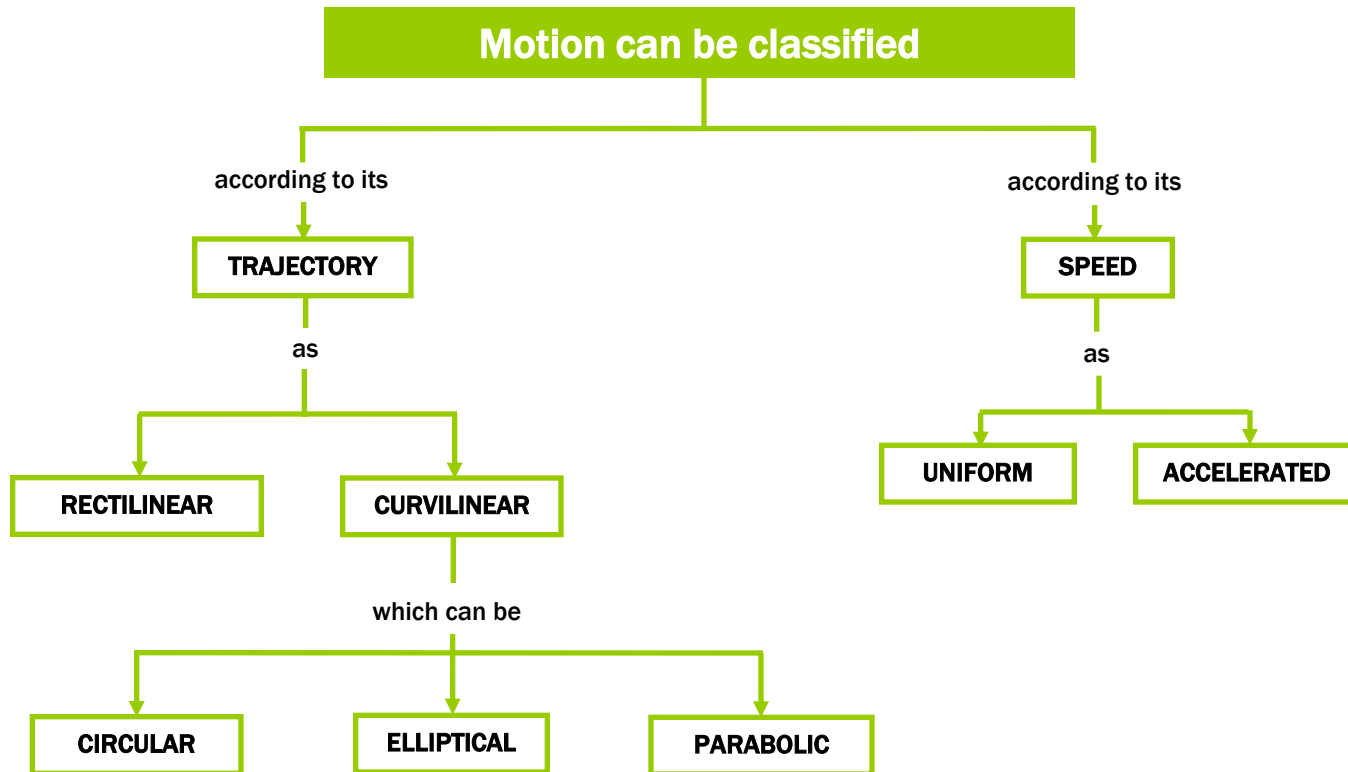 Motion can be classified
according to its
according to its
TRAJECTORY
SPEED
as
as
RECTILINEAR
CURVILINEAR
UNIFORM
ACCELERATED
which can be
CIRCULAR
ELLIPTICAL
PARABOLIC